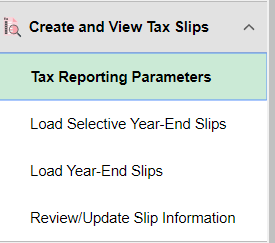 Create and View Tax Slips
Tax Reporting Parameters
Load Selective Year-End Slips
Load Year-End Slips
Review/Update Slip Information